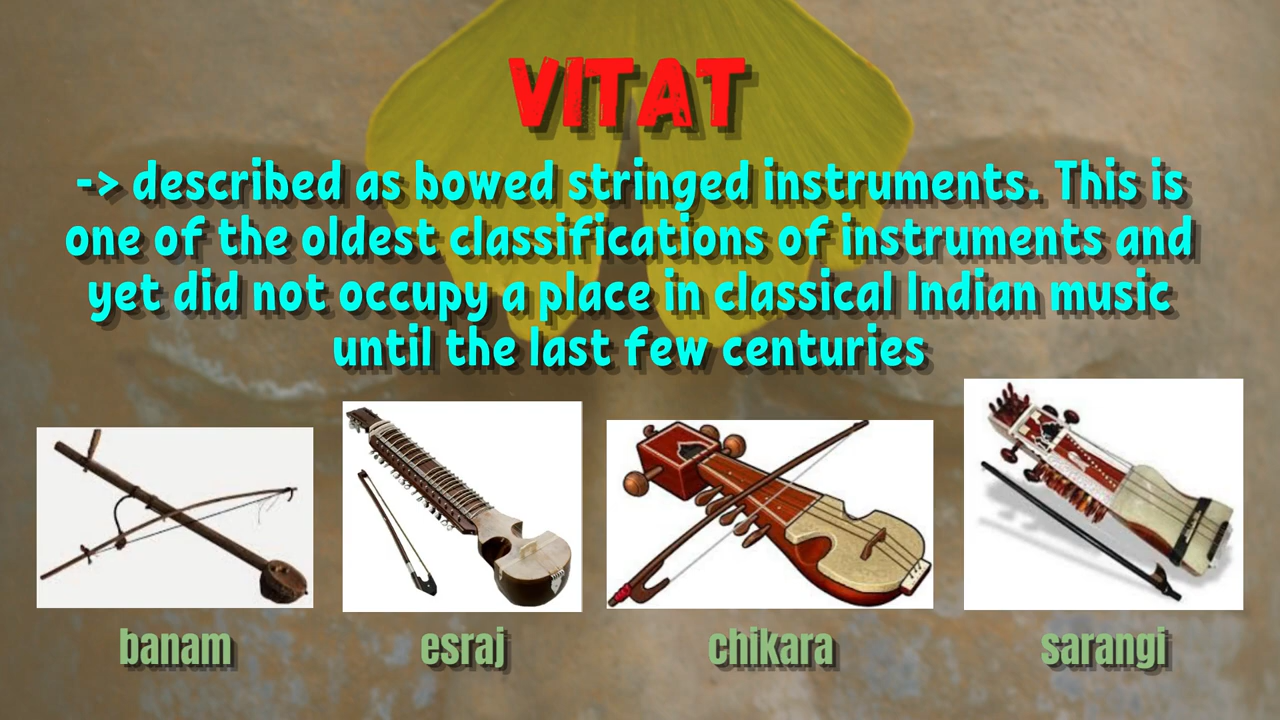 VITAT
-> described as bowed stringed instruments. This is
one of the oldest classifications of instruments and
yet did not occupy a place in classical Indian music
until the last few centuries
banam
esraj
chikara
sarangi